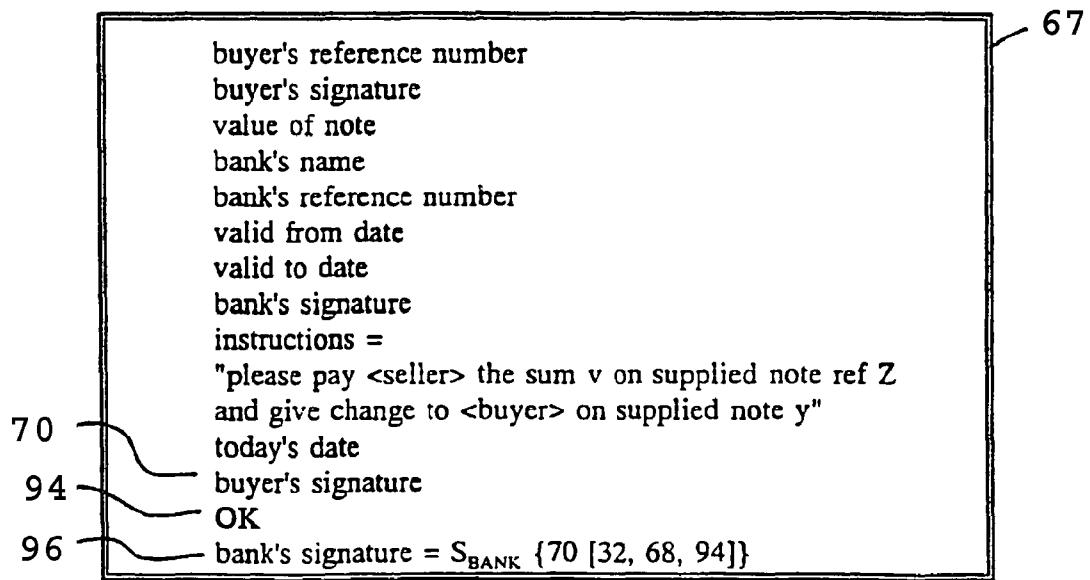 67
buyer's reference number
buyer's signature
value of note
bank's name
bank's reference number
valid from date
valid to date
bank's signature
instructions =
"please pay <seller> the sum v on supplied note ref Z
and give change to <buyer> on supplied note y"
today's date
70 buyer's signature
94 OK
96 bank's signature = S_BANK {70 [32, 68, 94]}